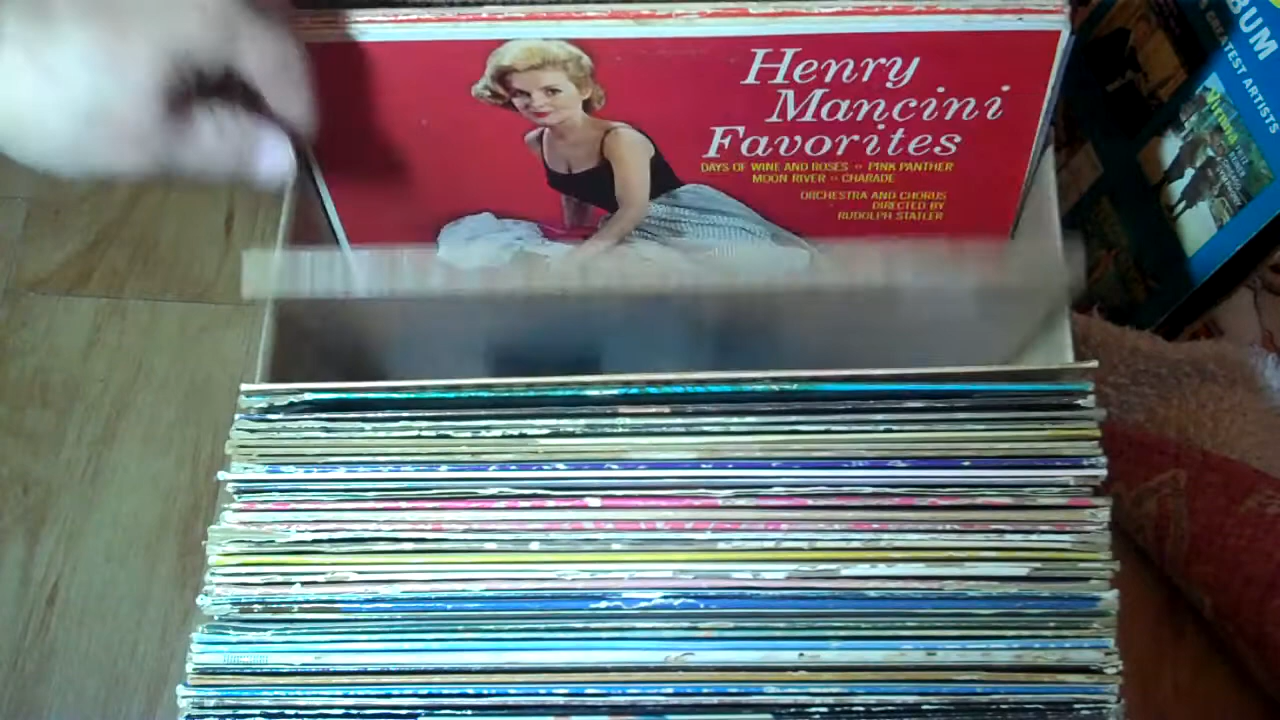 Henry
Mancini
Favorites
DAYS OF WINE AND ROSES PINK PANTHER
MOON RIVER CHARADE
ORCHESTRA AND CHORUS
DIRECTED BY
RUDOLPH STATLER
BUM
GREATEST ARTISTS